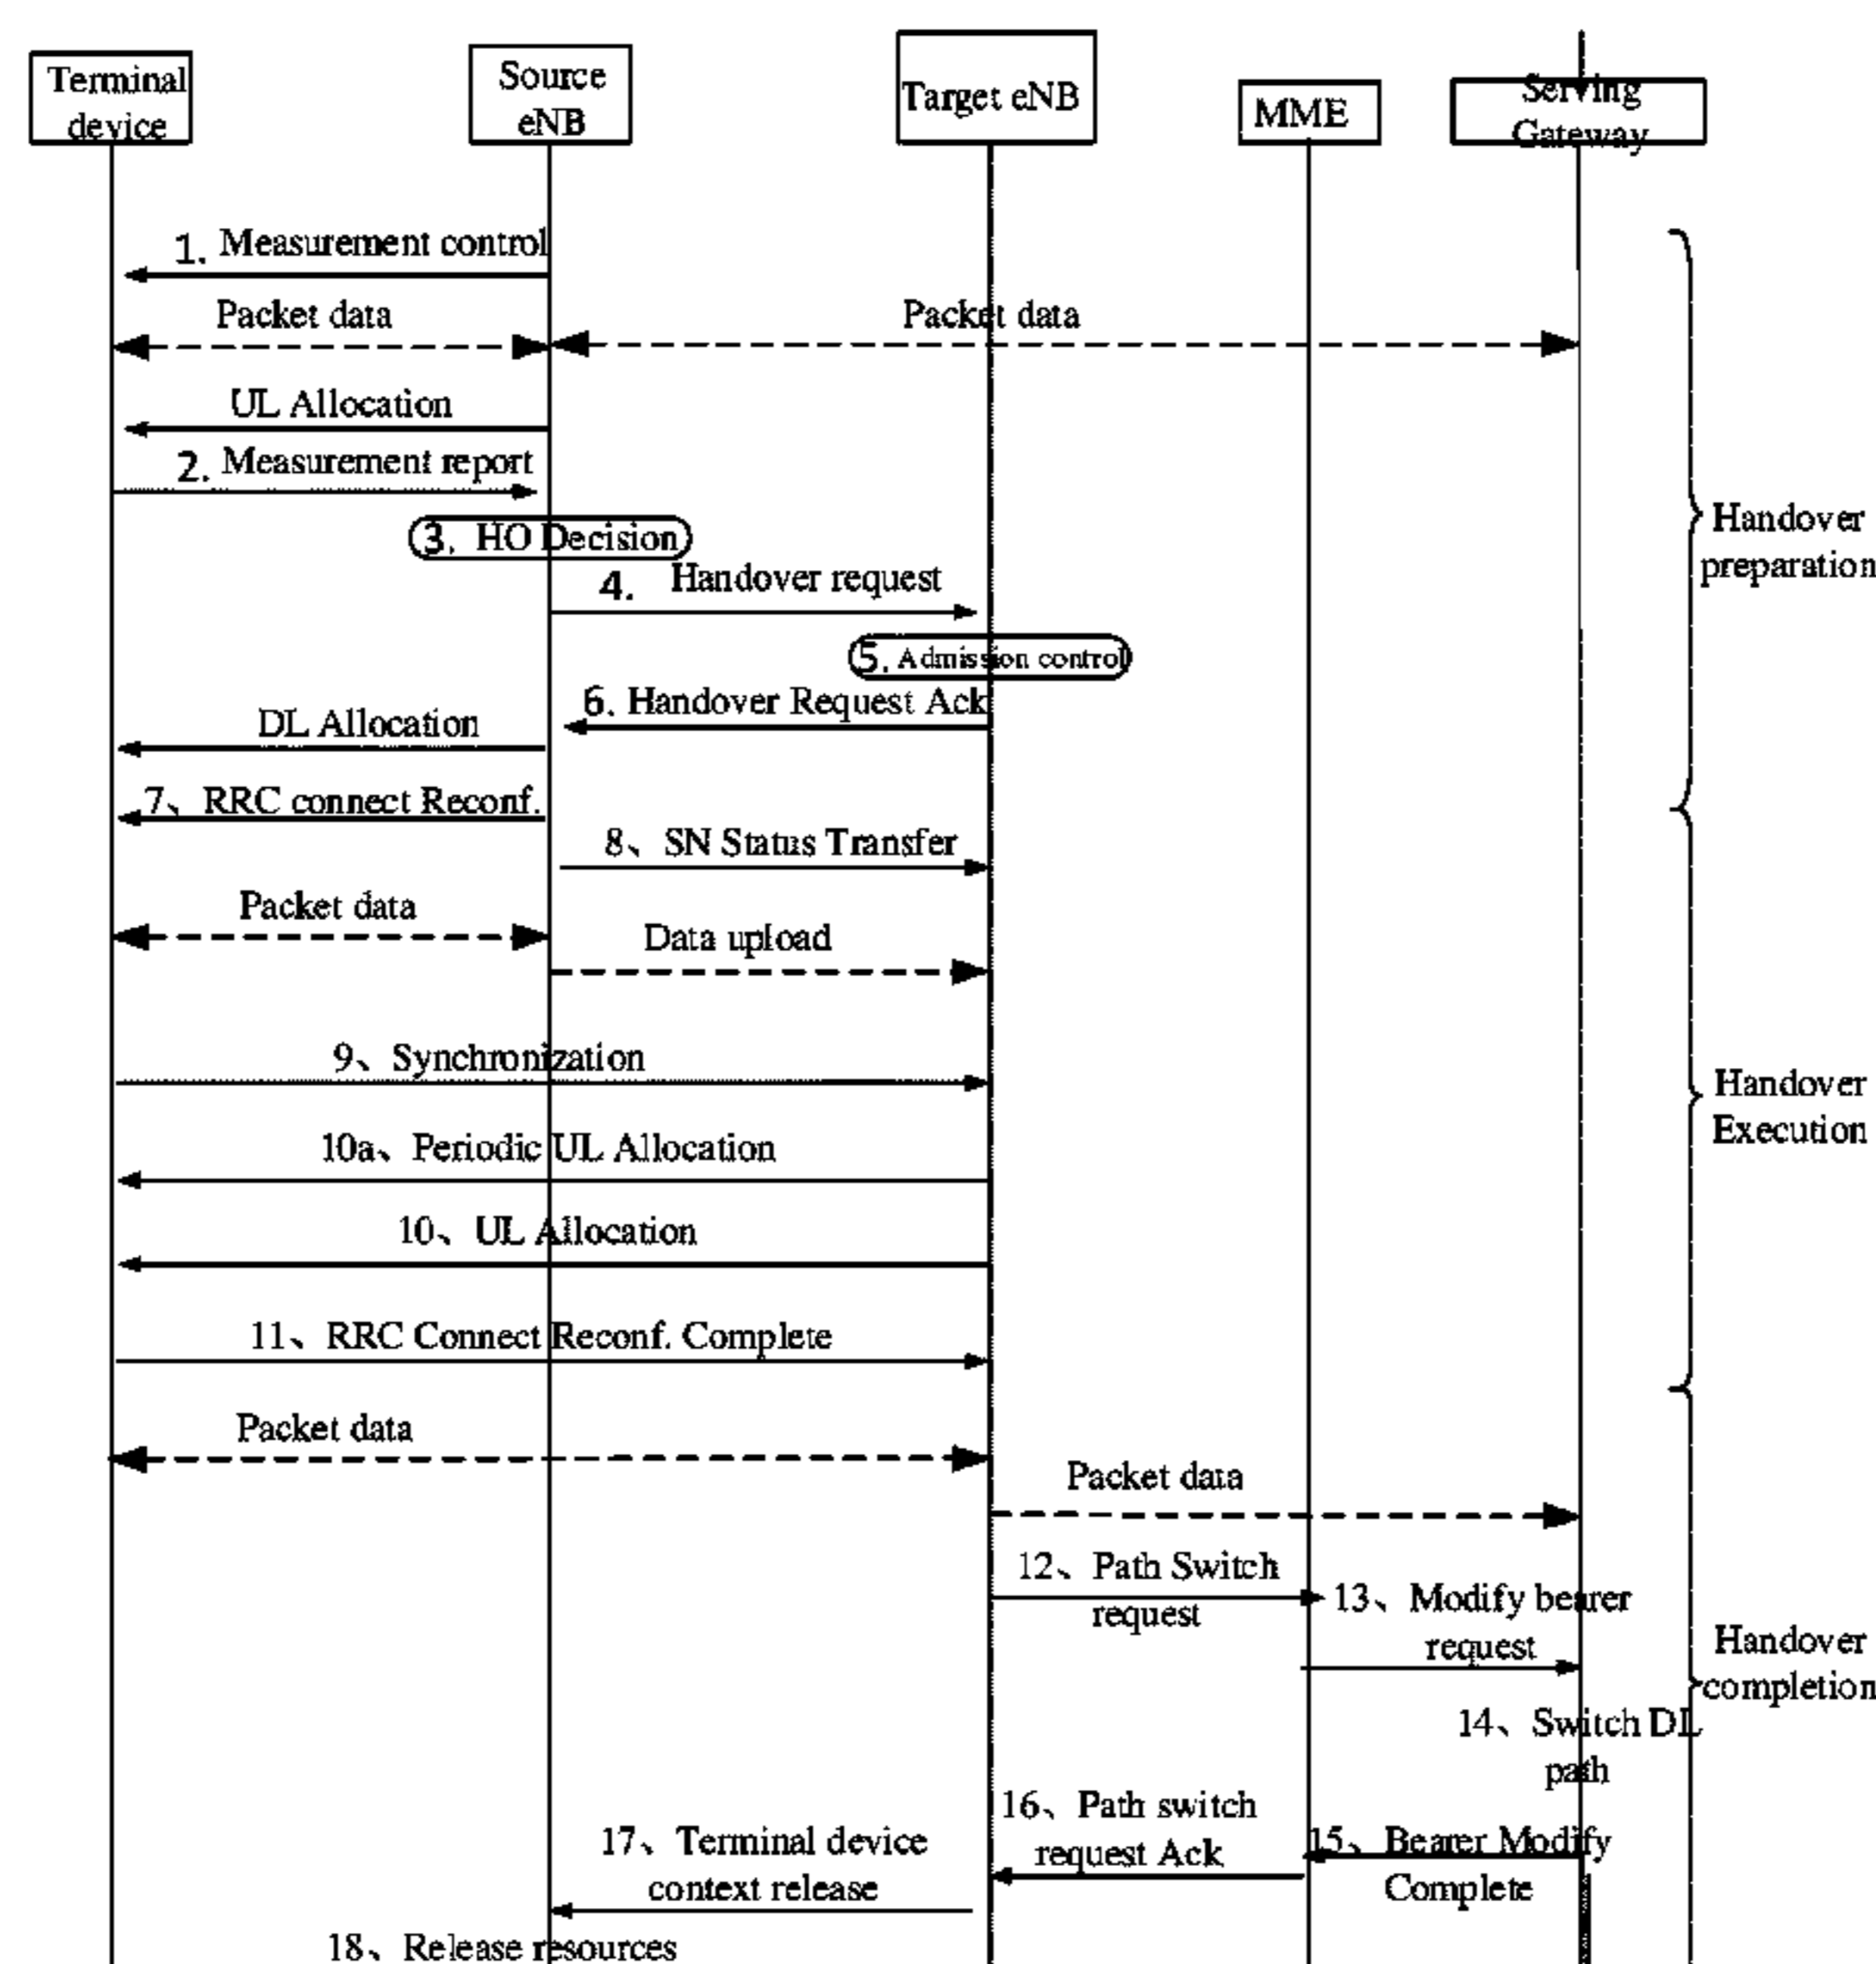 Terminal
device
Source
eNB
Target eNB
MME
Serving
Gateway
1. Measurement control
Packet data
Packet data
UL Allocation
2. Measurement report
3. HO Decision
4. Handover request
Handover
preparation
5. Admission control
6. Handover Request Ack
DL Allocation
7、RRC connect Reconf.
8、SN Status Transfer
Packet data
Data upload
9、Synchronization
Handover
Execution
10a、Periodic UL Allocation
10、UL Allocation
11、RRC Connect Reconf. Complete
Packet data
Packet data
12、Path Switch
request
13、Modify bearer
request
Handover
completion
14、Switch DL
path
16、Path switch
request Ack
15、Bearer Modify
Complete
17、Terminal device
context release
18、Release resources